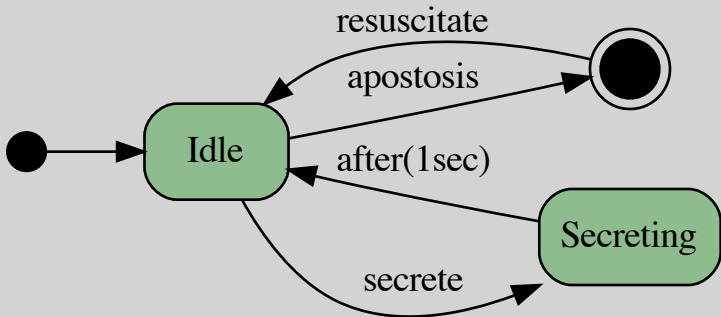 resuscitate
apostosis
Idle
after(1sec)
Secreting
secrete